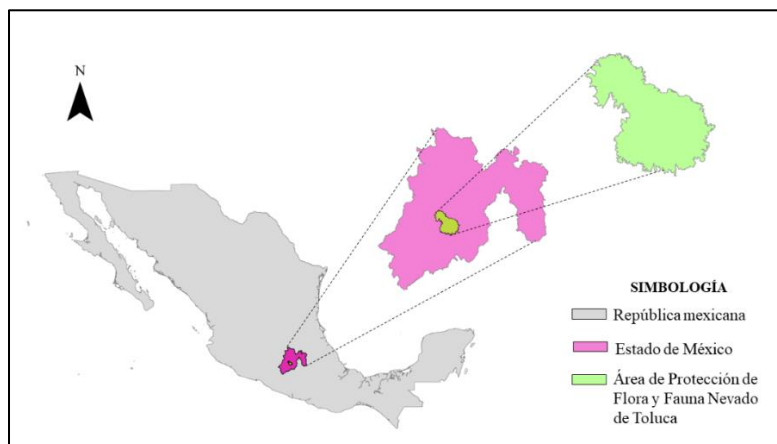 N
SIMBOLOGÍA
República mexicana
Estado de México
Área de Protección de
Flora y Fauna Nevado
de Toluca